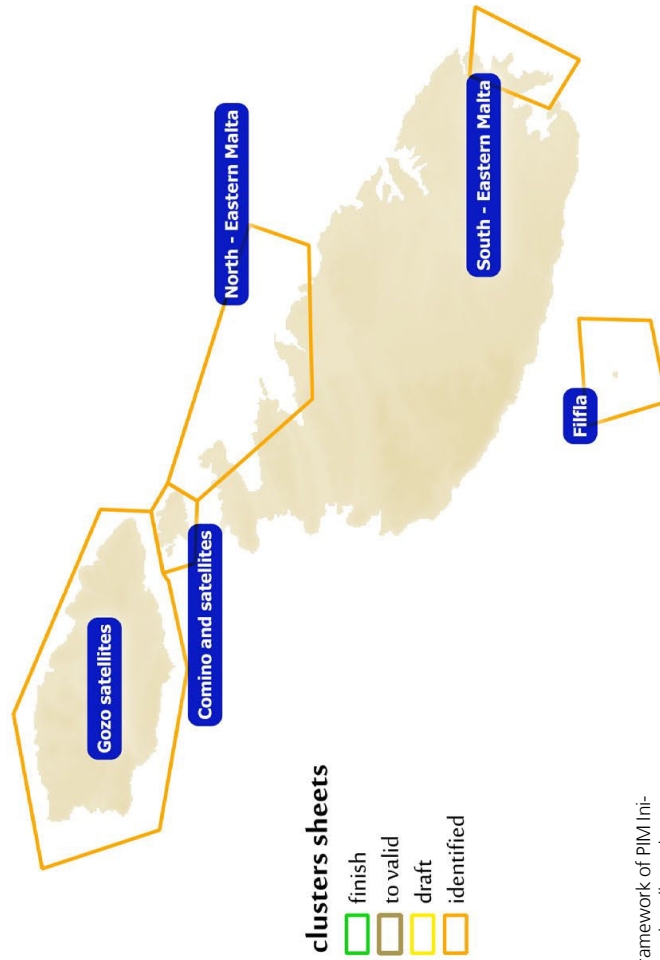 North - Eastern Malta
South - Eastern Malta
Gozo satellites
Comino and satellites
Filfla
clusters sheets
finish
to valid
draft
identified
ramework of PIM Ini-